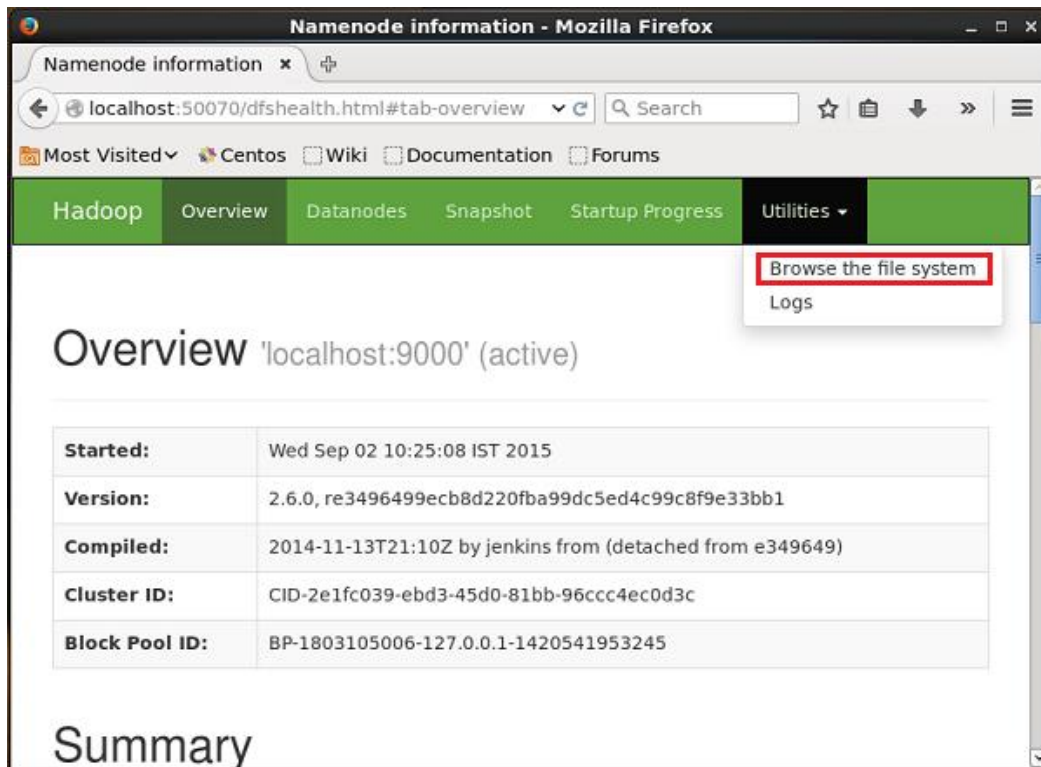 Namenode information - Mozilla Firefox
Namenode information
localhost:50070/dfshealth.html#tab-overview
Search
Most Visited Centos Wiki Documentation Forums
Hadoop Overview Datanodes Snapshot Startup Progress Utilities
Browse the file system
Logs
Overview 'localhost:9000' (active)
Started: Wed Sep 02 10:25:08 IST 2015
Version: 2.6.0, re3496499ecb8d220fba99dc5ed4c99c8f9e33bb1
Compiled: 2014-11-13T21:10Z by jenkins from (detached from e349649)
Cluster ID: CID-2e1fc039-ebd3-45d0-81bb-96ccc4ec0d3c
Block Pool ID: BP-1803105006-127.0.0.1-1420541953245
Summary